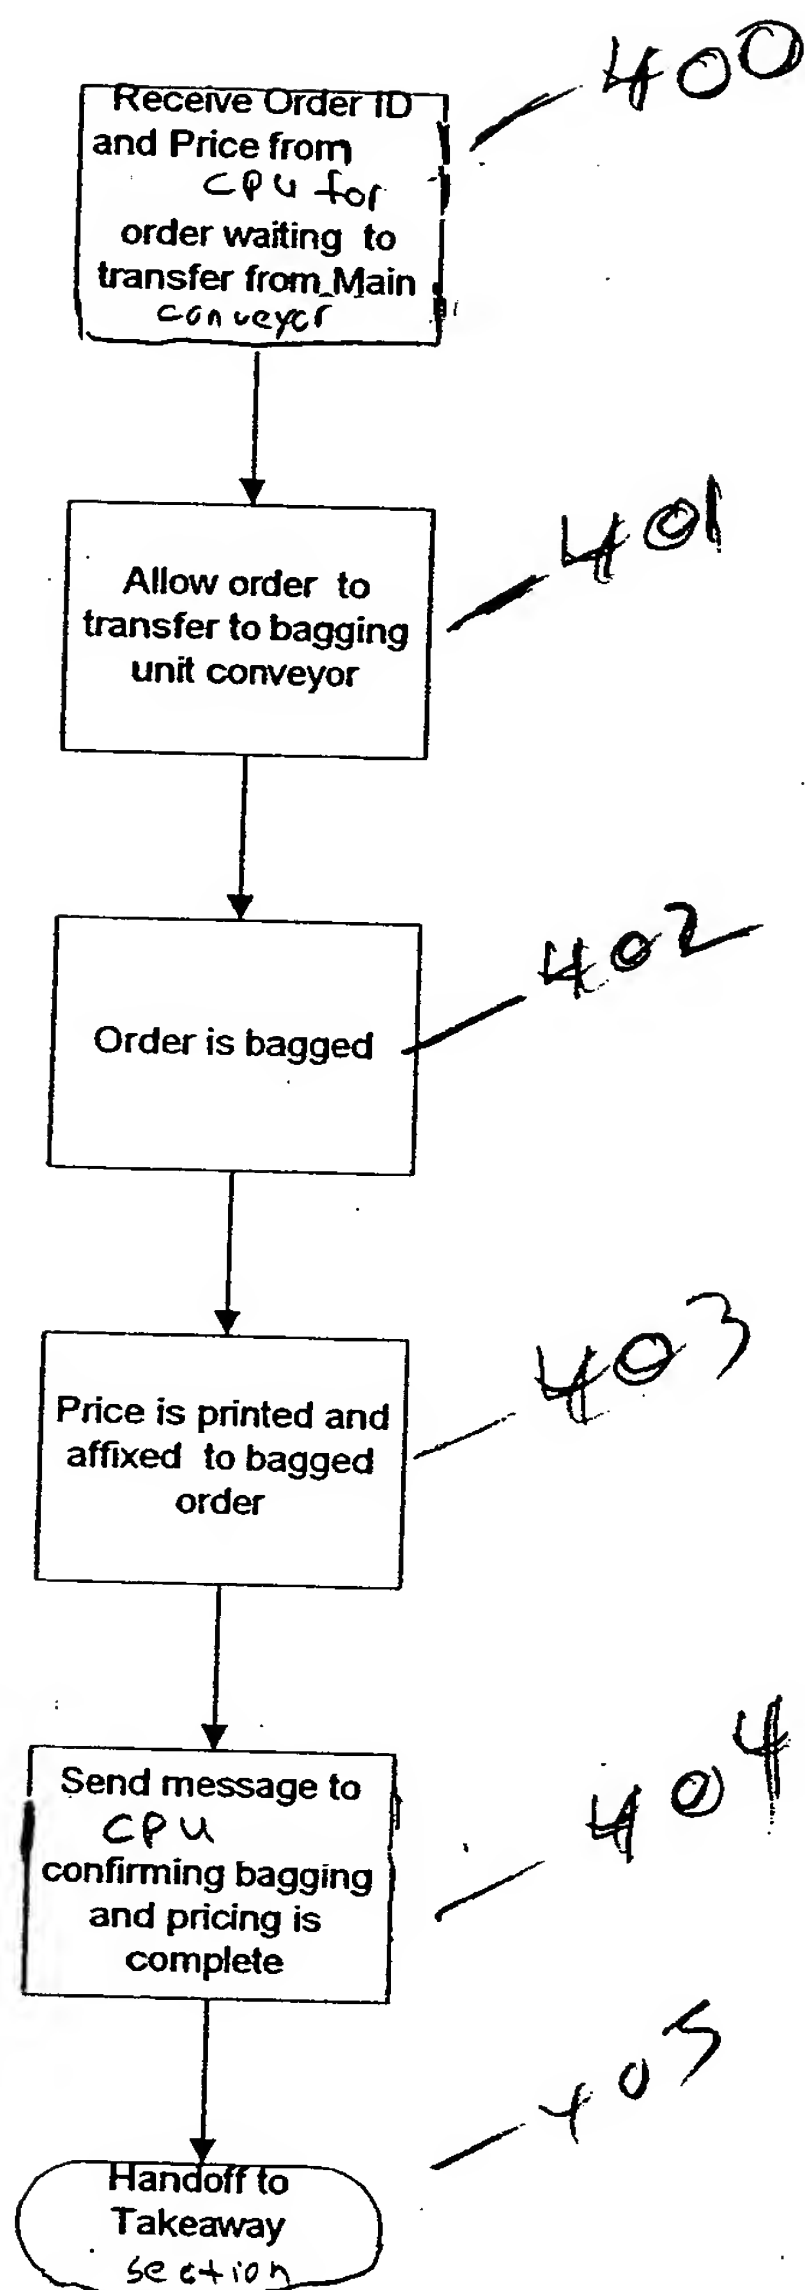 400
Receive Order ID
and Price from
CPU for
order waiting to
transfer from Main
conveyor
401
Allow order to
transfer to bagging
unit conveyor
402
Order is bagged
403
Price is printed and
affixed to bagged
order
404
Send message to
CPU
confirming bagging
and pricing is
complete
405
Handoff to
Takeaway
section